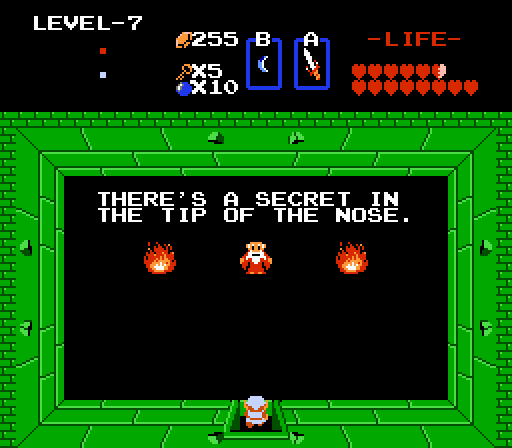 LEVEL-7
255
B
A
-LIFE-
X5
X10
THERE'S A SECRET IN
THE TIP OF THE NOSE.